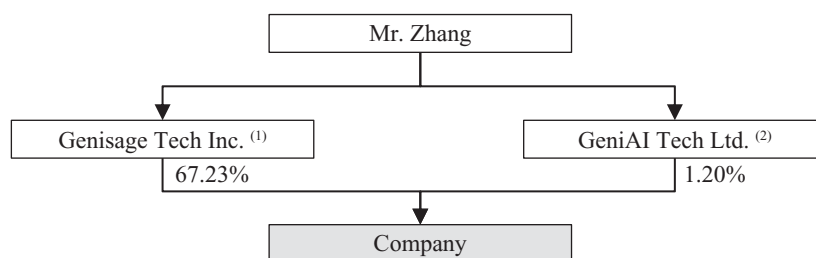 Mr. Zhang
Genisage Tech Inc. (1)
GeniAI Tech Ltd. (2)
67.23%
1.20%
Company